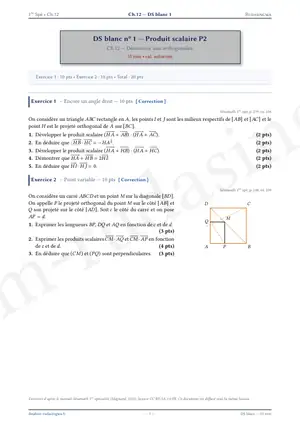 1re Spé • Ch.12
Ch.12 — DS blanc 1
DS blanc n° 1 — Produit scalaire P2
Ch.12 — Démontrer une orthogonalité
Exercice 1 · 10 pts • Exercice 2 · 10 pts • Total · 20 pts
Exercice 1 – Encore un angle droit — 10 pts [ Correction ]
On considère un triangle ABC rectangle en A, les points I et J sont les milieux respectifs de [AB] et [AC] et le
point H est le projeté orthogonal de A sur [BC].
1. Développer le produit scalaire (HA + AB) · (HA + AC). (2 pts)
2. En déduire que HB · HC = −HA². (2 pts)
3. Développer le produit scalaire (HA + HB) · (HA + HC). (2 pts)
4. Démontrer que HA + HB = 2HI (2 pts)
5. En déduire que HI · HJ = 0. (2 pts)
Exercice 2 – Point variable — 10 pts [ Correction ]
On considère un carré ABCD et un point M sur la diagonale [BD].
On appelle P le projeté orthogonal du point M sur le côté [AB] et
Q son projeté sur le côté [AD]. Soit c le côté du carré et on pose
AP = d.
1. Exprimer les longueurs BP, DQ et AQ en fonction de c et de d.
(3 pts)
2. Exprimer les produits scalaires CM · AQ et CM · AP en fonction
de c et de d. (4 pts)
3. En déduire que (CM) et (PQ) sont perpendiculaires. (3 pts)
D
C
Q
M
A
P
B
DS blanc